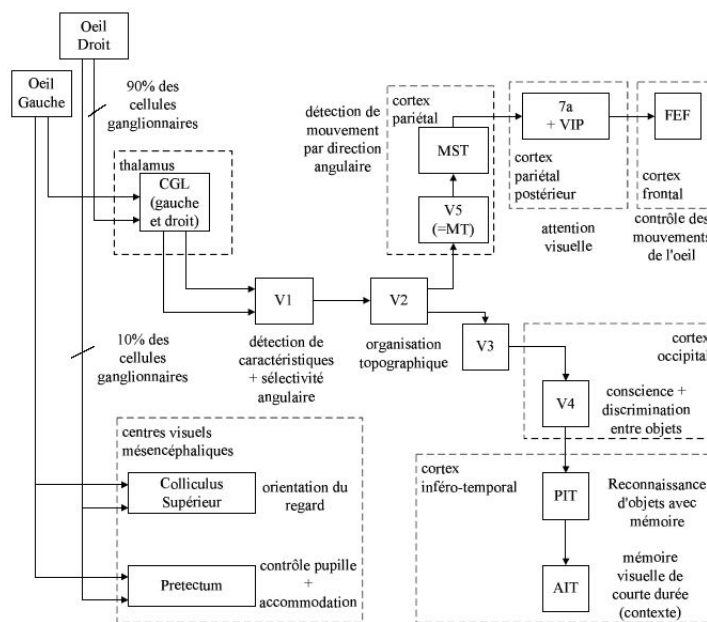 Oeil
Droit
Oeil
Gauche
90% des
cellules
ganglionnaires
thalamus
CGL
(gauche
et droit)
détection de
mouvement
par direction
angulaire
cortex
pariétal
MST
V5
(=MT)
7a
+ VIP
cortex
pariétal
postérieur
attention
visuelle
FEF
cortex
frontal
contrôle des
mouvements
de l'oeil
V1
détection de
caractéristiques
+ sélectivité
angulaire
V2
organisation
topographique
V3
cortex
occipital
V4
conscience +
discrimination
entre objets
10% des
cellules
ganglionnaires
centres visuels
mésencéphaliques
Colliculus
Supérieur
orientation du
regard
Pretectum
contrôle pupille
+
accommodation
cortex
inféro-temporal
PIT
Reconnaissance
d'objets avec
mémoire
AIT
mémoire
visuelle de
courte durée
(contexte)